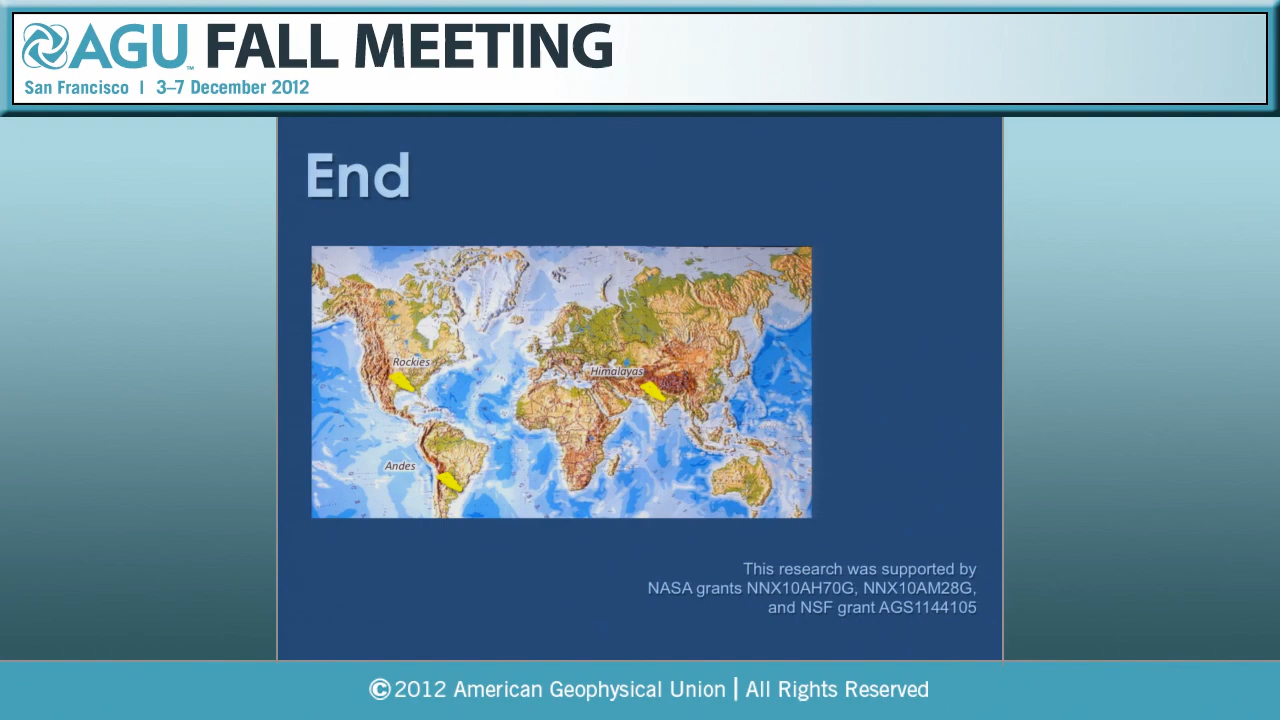 AGU™ FALL MEETING
San Francisco | 3–7 December 2012
End
Rockies
Himalayas
Andes
This research was supported by
NASA grants NNX10AH70G, NNX10AM28G,
and NSF grant AGS1144105
©2012 American Geophysical Union | All Rights Reserved